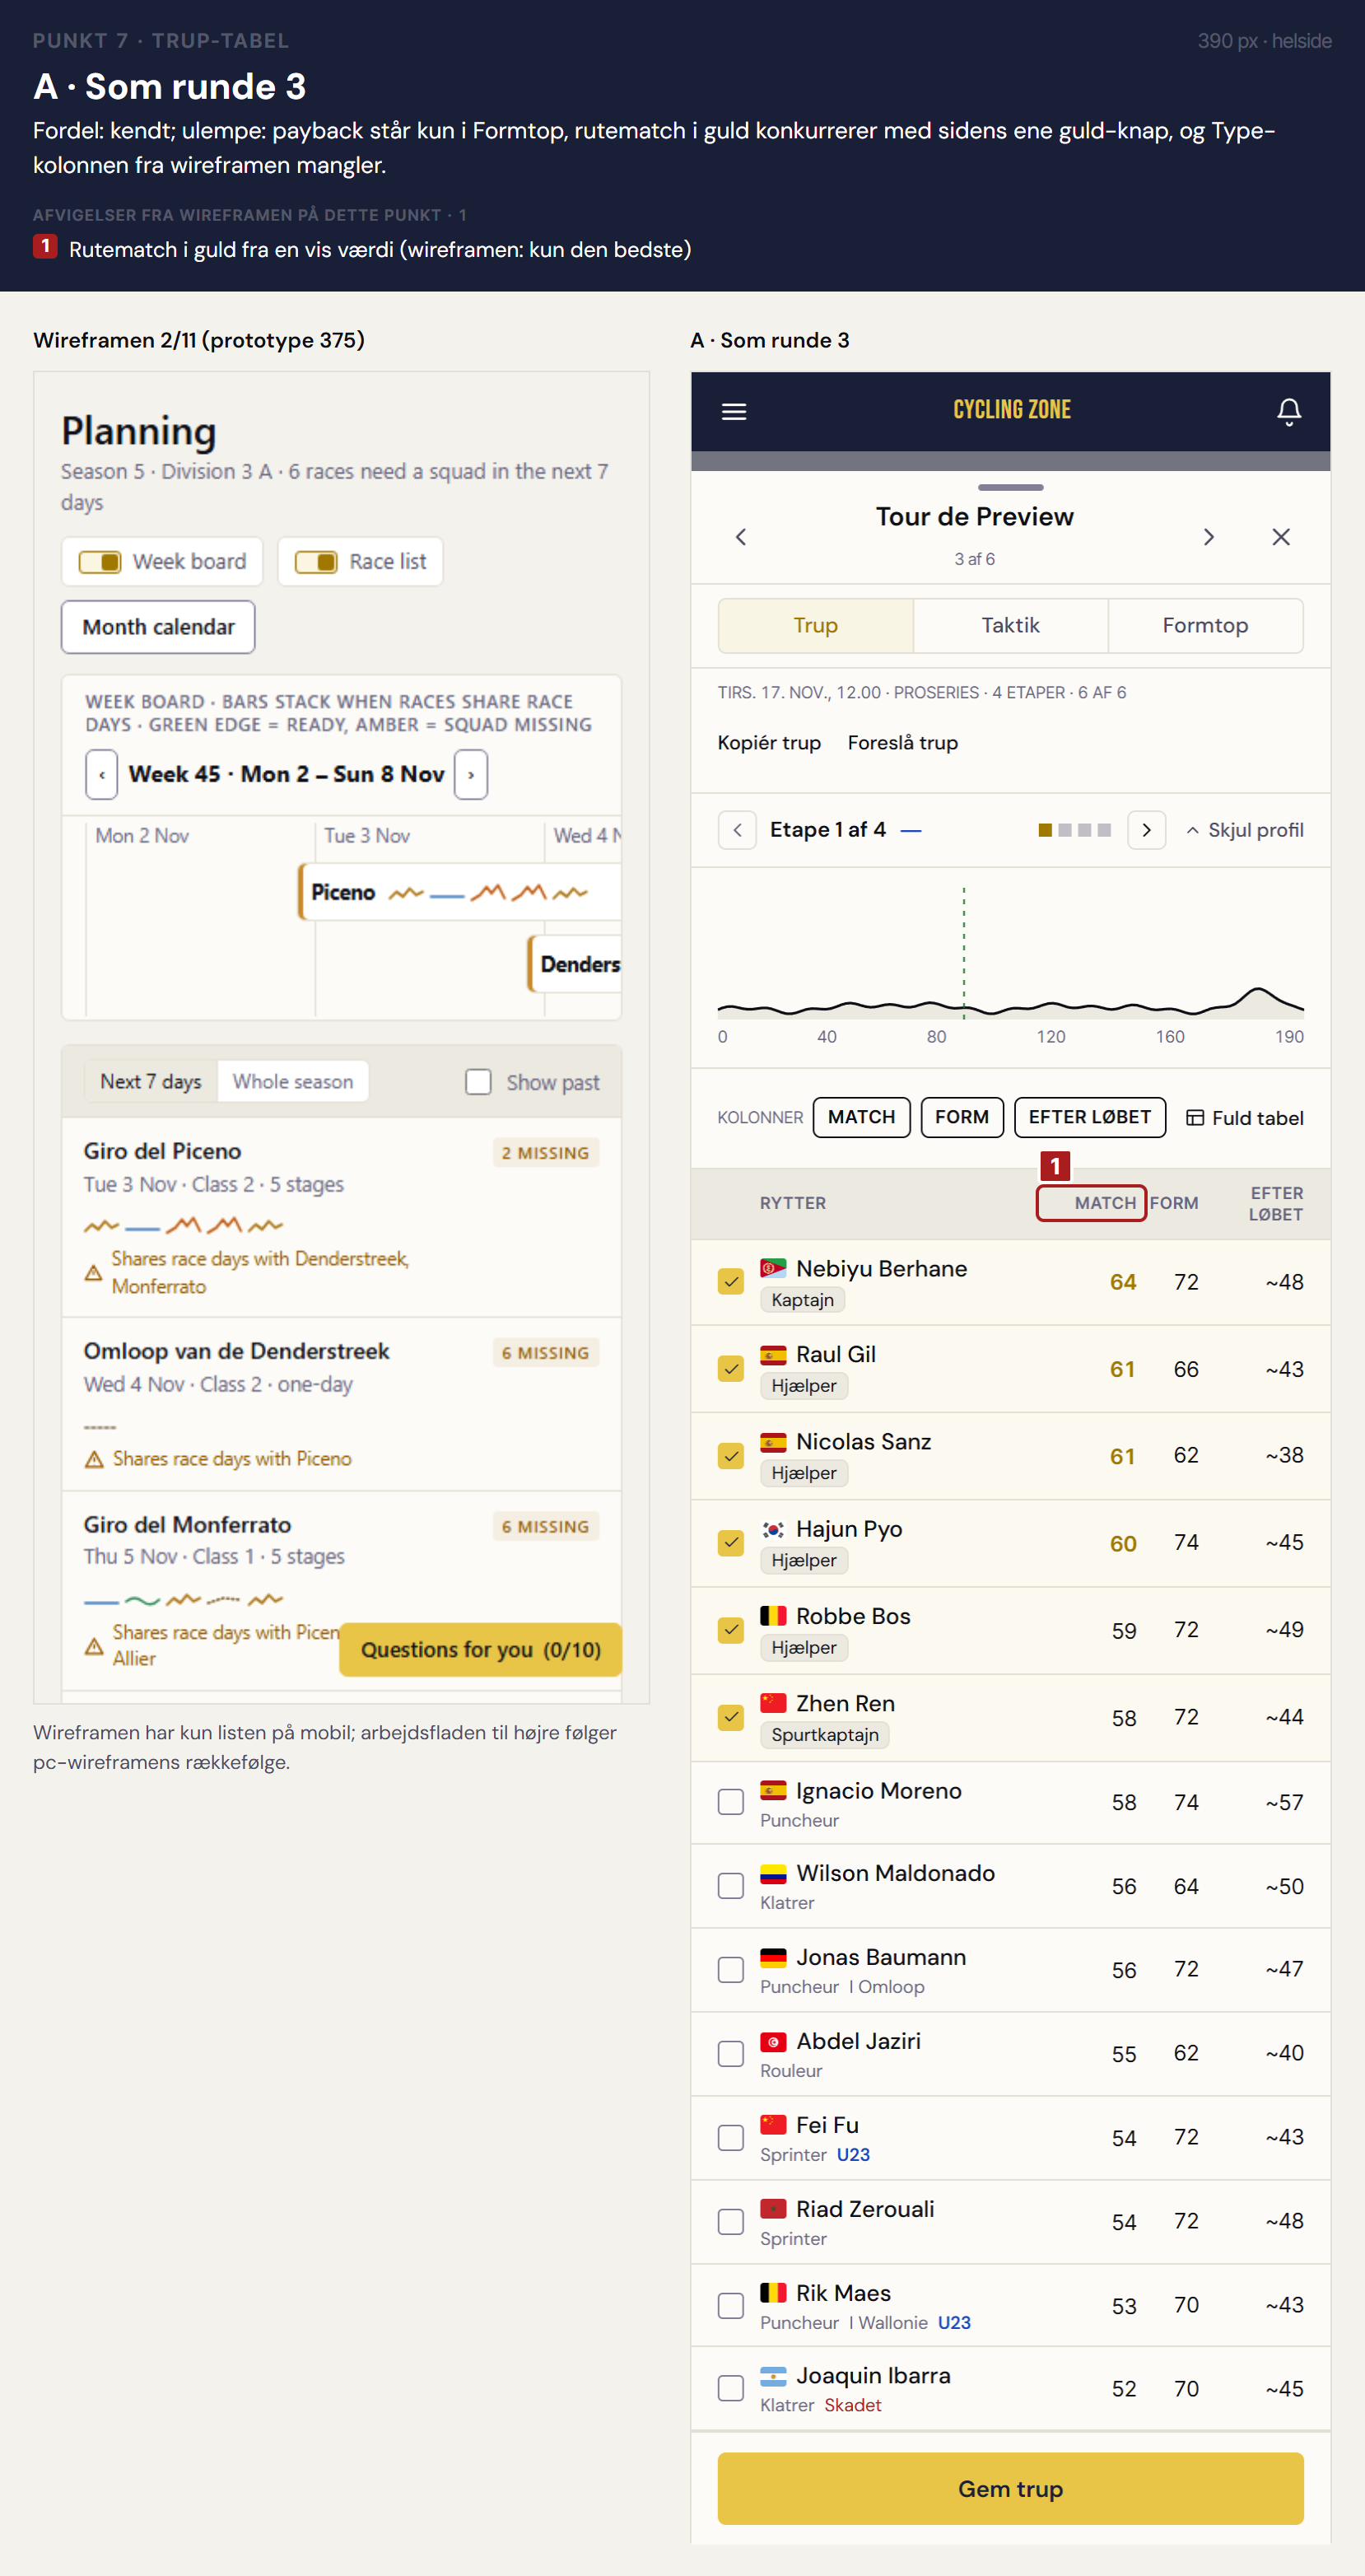 PUNKT 7 · TRUP-TABEL
390 px · helside
A · Som runde 3
Fordel: kendt; ulempe: payback står kun i Formtop, rutematch i guld konkurrerer med sidens ene guld-knap, og Type-
kolonnen fra wireframen mangler.
AFVIGELSER FRA WIREFRAMEN PÅ DETTE PUNKT · 1
1 Rutematch i guld fra en vis værdi (wireframen: kun den bedste)
Wireframen 2/11 (prototype 375)
Planning
Season 5 · Division 3 A · 6 races need a squad in the next 7
days
Week board
Race list
Month calendar
WEEK BOARD · BARS STACK WHEN RACES SHARE RACE
DAYS · GREEN EDGE = READY, AMBER = SQUAD MISSING
‹ Week 45 · Mon 2 – Sun 8 Nov ›
Mon 2 Nov
Tue 3 Nov
Wed 4 N
Piceno
Denders
Next 7 days
Whole season
Show past
Giro del Piceno
2 MISSING
Tue 3 Nov · Class 2 · 5 stages
Shares race days with Denderstreek,
Monferrato
Omloop van de Denderstreek
6 MISSING
Wed 4 Nov · Class 2 · one-day
Shares race days with Piceno
Giro del Monferrato
6 MISSING
Thu 5 Nov · Class 1 · 5 stages
Shares race days with Picen
Allier
Questions for you (0/10)
Wireframen har kun listen på mobil; arbejdsfladen til højre følger
pc-wireframens rækkefølge.
A · Som runde 3
CYCLING ZONE
Tour de Preview
3 af 6
Trup
Taktik
Formtop
TIRS. 17. NOV., 12.00 · PROSERIES · 4 ETAPER · 6 AF 6
Kopiér trup
Foreslå trup
Etape 1 af 4
Skjul profil
0 40 80 120 160 190
KOLONNER MATCH FORM EFTER LØBET Fuld tabel
1
RYTTER MATCH FORM EFTER
LØBET
Nebiyu Berhane 64 72 ~48
Kaptajn
Raul Gil 61 66 ~43
Hjælper
Nicolas Sanz 61 62 ~38
Hjælper
Hajun Pyo 60 74 ~45
Hjælper
Robbe Bos 59 72 ~49
Hjælper
Zhen Ren 58 72 ~44
Spurtkaptajn
Ignacio Moreno 58 74 ~57
Puncheur
Wilson Maldonado 56 64 ~50
Klatrer
Jonas Baumann 56 72 ~47
Puncheur I Omloop
Abdel Jaziri 55 62 ~40
Rouleur
Fei Fu 54 72 ~43
Sprinter U23
Riad Zerouali 54 72 ~48
Sprinter
Rik Maes 53 70 ~43
Puncheur I Wallonie U23
Joaquin Ibarra 52 70 ~45
Klatrer Skadet
Gem trup